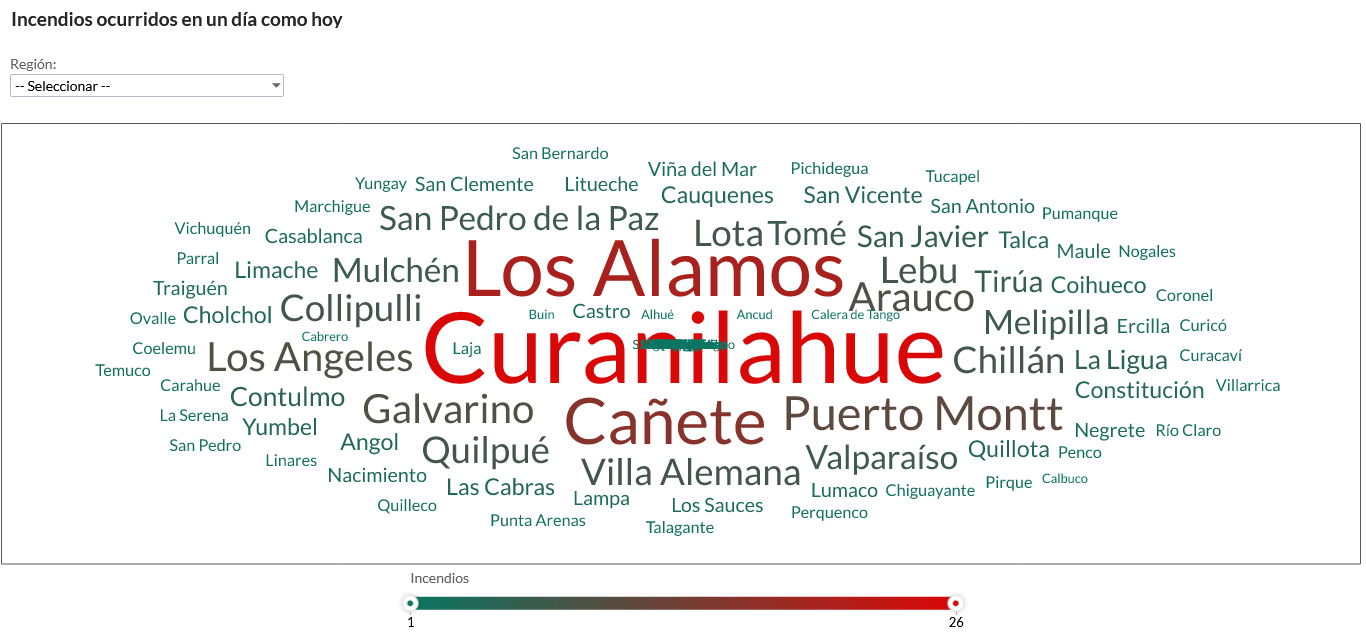 Incendios ocurridos en un día como hoy
Región:
-- Seleccionar --
San Bernardo
Viña del Mar Pichidegua
Yungay San Clemente Litueche Tucapel
Cauquenes San Vicente
Marchigue San Pedro de la Paz San Antonio Pumanque
Vichuquén Casablanca Lota Tomé San Javier Talca
Maule Nogales
Parral Limache Mulchén Los Alamos Lebu
Traiguén Tirúa Coihueco
Arauco Coronel
Ovalle Cholchol Collipulli Buin Castro Alhué Ancud Calera de Tango
Melipilla Ercilla Curicó
Cabrero
Coelemu Los Angeles Laja Curanilahue Chillán La Ligua Curacaví
Temuco
Carahue Contulmo Constitución Villarrica
La Serena Galvarino Cañete Puerto Montt
Yumbel Negrete Río Claro
San Pedro Angol Quilpué Quillota Penco
Linares Valparaíso
Nacimiento Villa Alemana Pirque Calbuco
Las Cabras Lumaco Chiguayante
Quilleco Lampa Los Sauces
Perquenco
Punta Arenas Talagante
Incendios
1 26